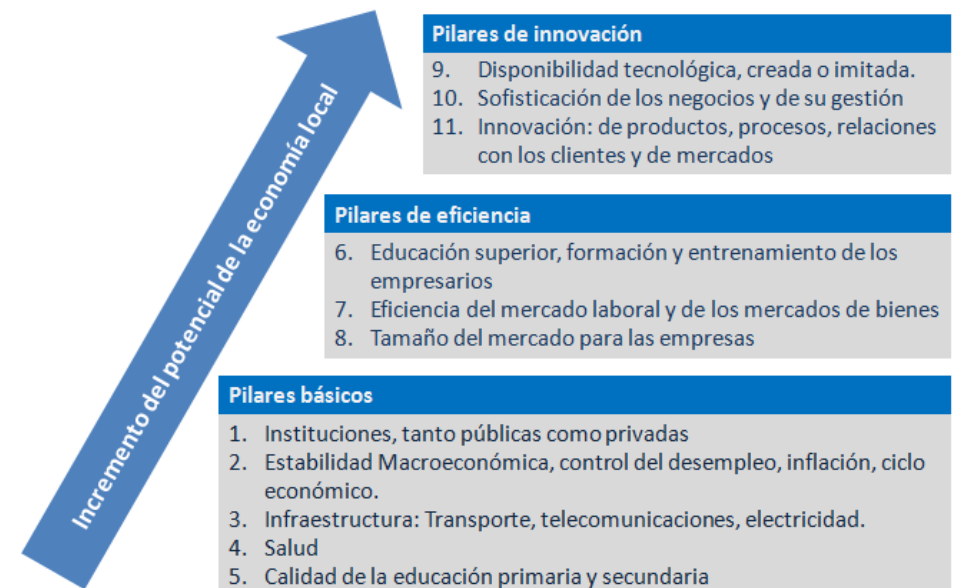 Incremento del potencial de la economía local
Pilares de innovación
9. Disponibilidad tecnológica, creada o imitada.
10. Sofisticación de los negocios y de su gestión
11. Innovación: de productos, procesos, relaciones
con los clientes y de mercados
Pilares de eficiencia
6. Educación superior, formación y entrenamiento de los
empresarios
7. Eficiencia del mercado laboral y de los mercados de bienes
8. Tamaño del mercado para las empresas
Pilares básicos
1. Instituciones, tanto públicas como privadas
2. Estabilidad Macroeconómica, control del desempleo, inflación, ciclo
económico.
3. Infraestructura: Transporte, telecomunicaciones, electricidad.
4. Salud
5. Calidad de la educación primaria y secundaria